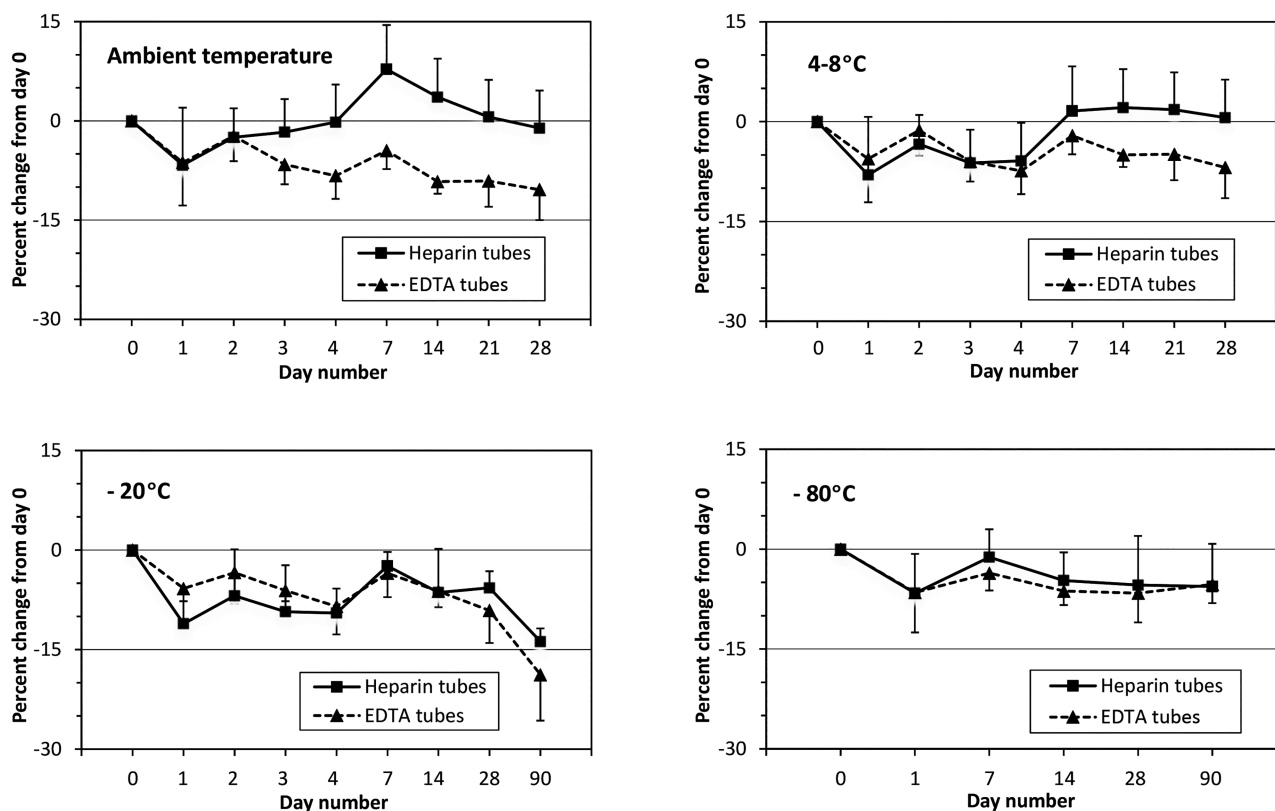 Ambient temperature
Percent change from day 0
15
0
-15
-30
Heparin tubes
EDTA tubes
0 1 2 3 4 7 14 21 28
Day number
4-8°C
Percent change from day 0
15
0
-15
-30
Heparin tubes
EDTA tubes
0 1 2 3 4 7 14 21 28
Day number
- 20°C
Percent change from day 0
15
0
-15
-30
Heparin tubes
EDTA tubes
0 1 2 3 4 7 14 28 90
Day number
- 80°C
Percent change from day 0
15
0
-15
-30
Heparin tubes
EDTA tubes
0 1 7 14 28 90
Day number